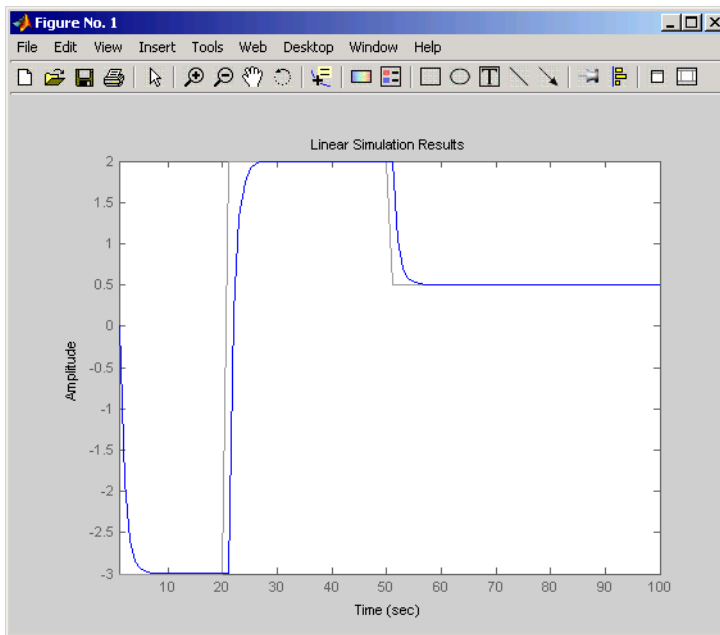 Figure No. 1
File Edit View Insert Tools Web Desktop Window Help
T
Linear Simulation Results
2
1.5
1
0.5
0
-0.5
-1
-1.5
-2
-2.5
-3
Amplitude
10 20 30 40 50 60 70 80 90 100
Time (sec)